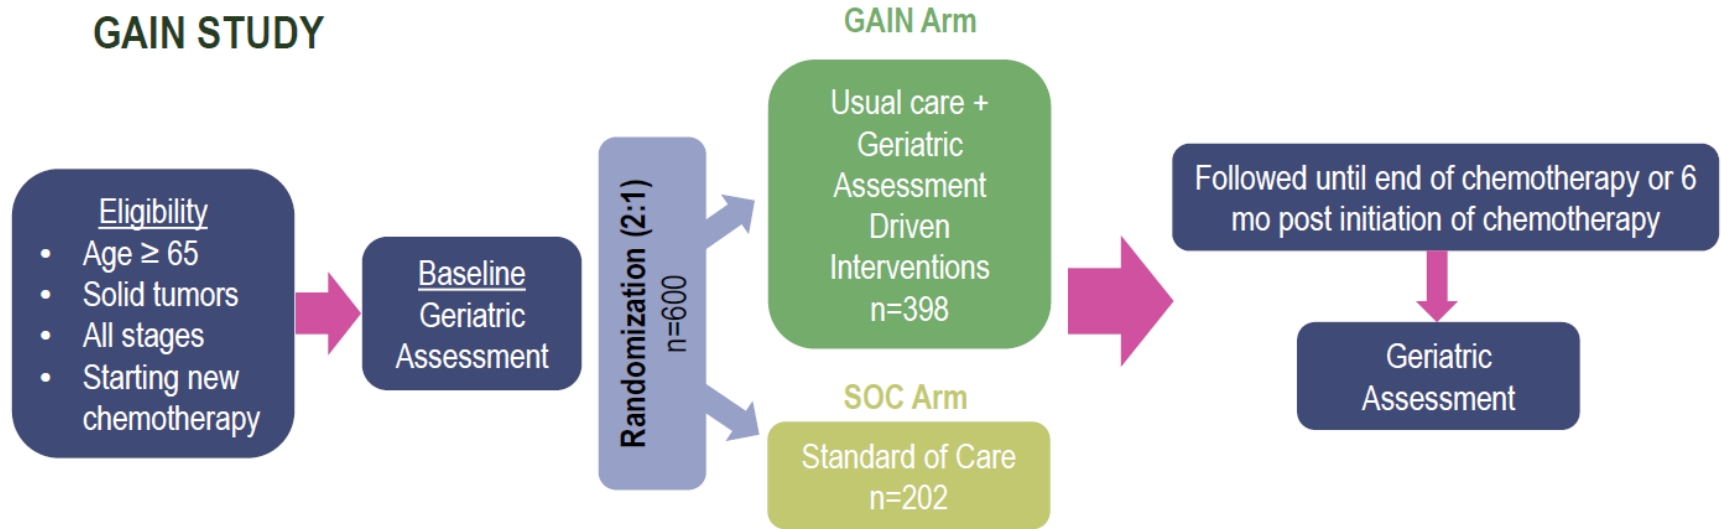 GAIN STUDY
Eligibility
• Age ≥ 65
• Solid tumors
• All stages
• Starting new
chemotherapy
Baseline
Geriatric
Assessment
Randomization (2:1)
n=600
GAIN Arm
Usual care +
Geriatric
Assessment
Driven
Interventions
n=398
SOC Arm
Standard of Care
n=202
Followed until end of chemotherapy or 6
mo post initiation of chemotherapy
Geriatric
Assessment